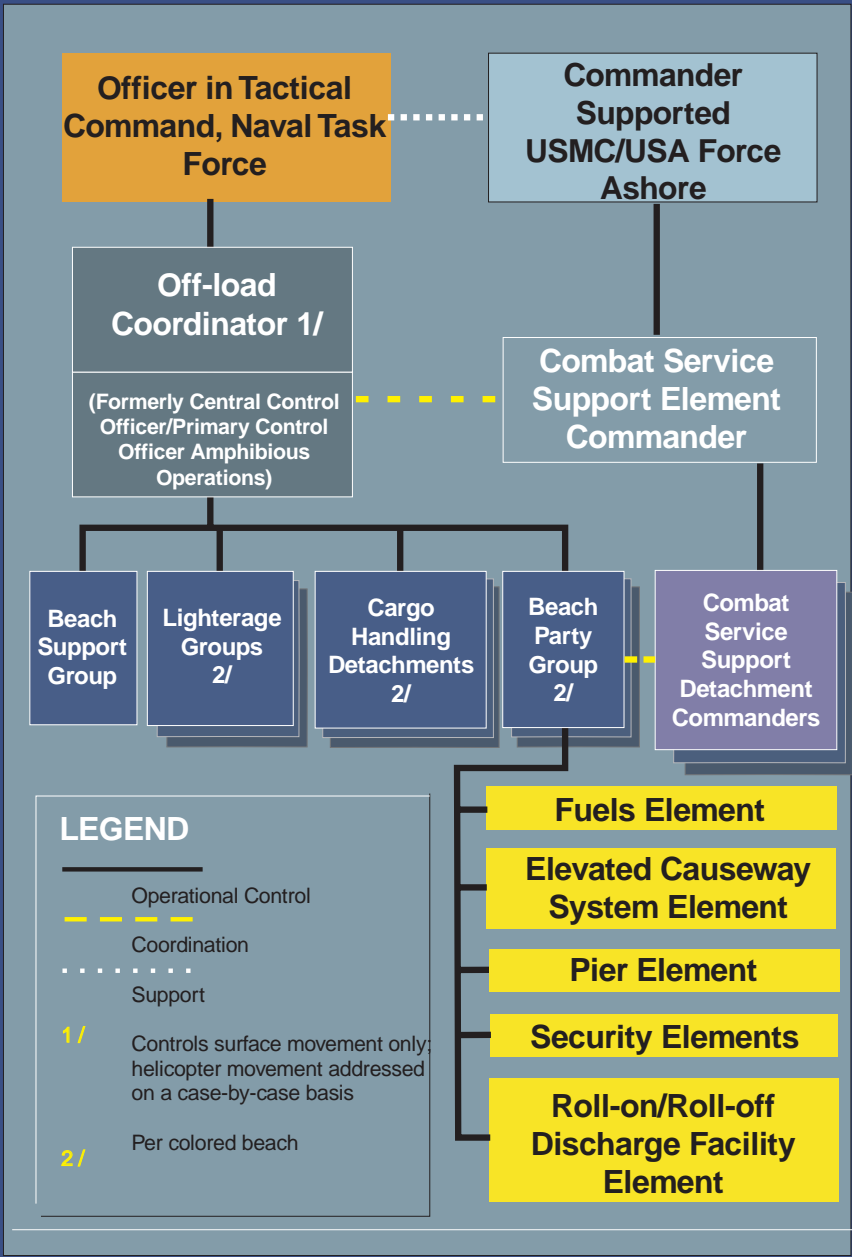 Officer in Tactical
Command, Naval Task
Force
Commander
Supported
USMC/USA Force
Ashore
Off-load
Coordinator 1/
(Formerly Central Control
Officer/Primary Control
Officer Amphibious
Operations)
Combat Service
Support Element
Commander
Beach
Support
Group
Lighterage
Groups
2/
Cargo
Handling
Detachments
2/
Beach
Party
Group
2/
Combat
Service
Support
Detachment
Commanders
Fuels Element
Elevated Causeway
System Element
Pier Element
Security Elements
Roll-on/Roll-off
Discharge Facility
Element
LEGEND
Operational Control
Coordination
Support
1/ Controls surface movement only;
helicopter movement addressed
on a case-by-case basis
2/ Per colored beach